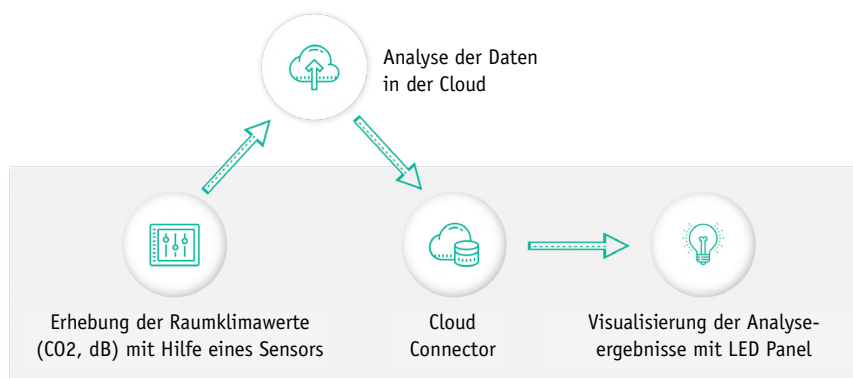 Analyse der Daten
in der Cloud
Erhebung der Raumklimawerte
(CO2, dB) mit Hilfe eines Sensors
Cloud
Connector
Visualisierung der Analyse-
ergebnisse mit LED Panel